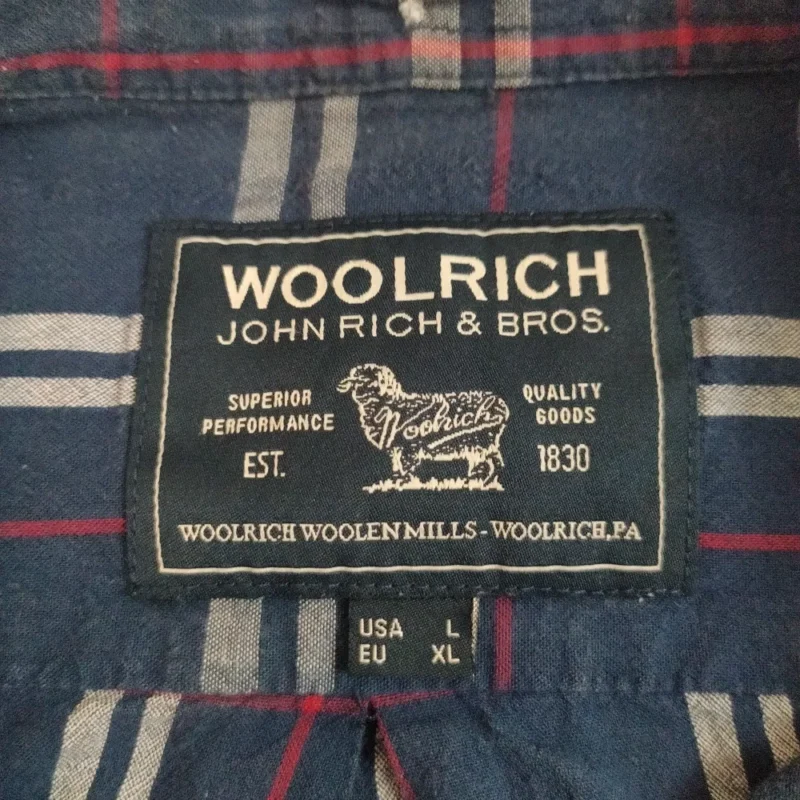 WOOLRICH
JOHN RICH & BROS.
SUPERIOR
PERFORMANCE
EST.
Woolrich
QUALITY
GOODS
1830
WOOLRICH WOOLEN MILLS - WOOLRICH, PA
USA L
EU XL